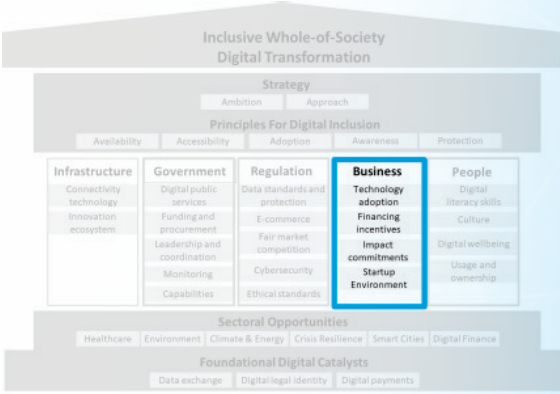 Inclusive Whole-of-Society
Digital Transformation
Strategy
Ambition
Approach
Principles For Digital Inclusion
Availability
Accessibility
Adoption
Awareness
Protection
Infrastructure
Connectivity
technology
Innovation
ecosystem
Government
Digital public
services
Funding and
procurement
Leadership and
coordination
Monitoring
Capabilities
Regulation
Data standards and
protection
E-commerce
Fair market
competition
Cybersecurity
Ethical standards
Business
Technology
adoption
Financing
incentives
Impact
commitments
Startup
Environment
People
Digital
literacy skills
Culture
Digital wellbeing
Usage and
ownership
Sectoral Opportunities
Healthcare
Environment
Climate & Energy
Crisis Resilience
Smart Cities
Digital Finance
Foundational Digital Catalysts
Data exchange
Digital legal identity
Digital payments